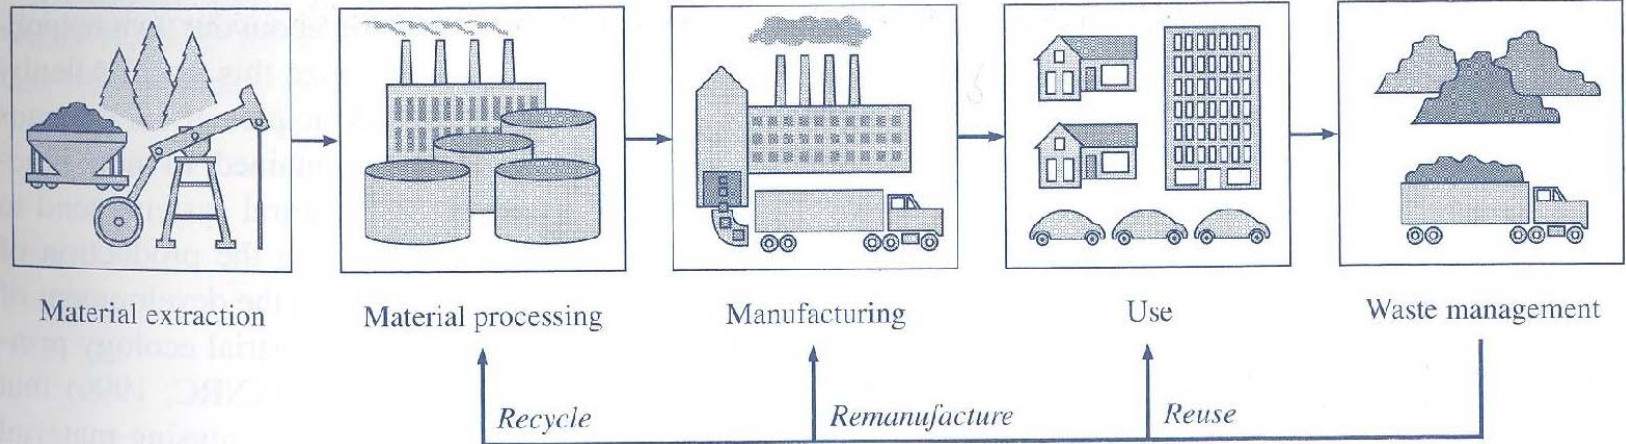 Material extraction
Material processing
Manufacturing
Use
Waste management
Recycle
Remanufacture
Reuse